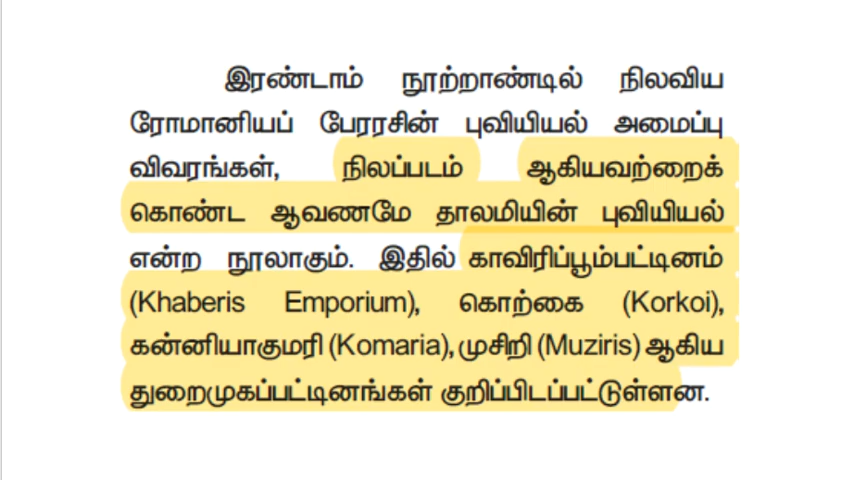 இரண்டாம் நூற்றாண்டில் நிலவிய
ரோமானியப் பேரரசின் புவியியல் அமைப்பு
விவரங்கள், நிலப்படம் ஆகியவற்றைக்
கொண்ட ஆவணமே தாலமியின் புவியியல்
என்ற நூலாகும். இதில் காவிரிப்பூம்பட்டினம்
(Khaberis Emporium), கொற்கை (Korkoi),
கன்னியாகுமரி (Komaria), முசிறி (Muziris) ஆகிய
துறைமுகப்பட்டினங்கள் குறிப்பிடப்பட்டுள்ளன.